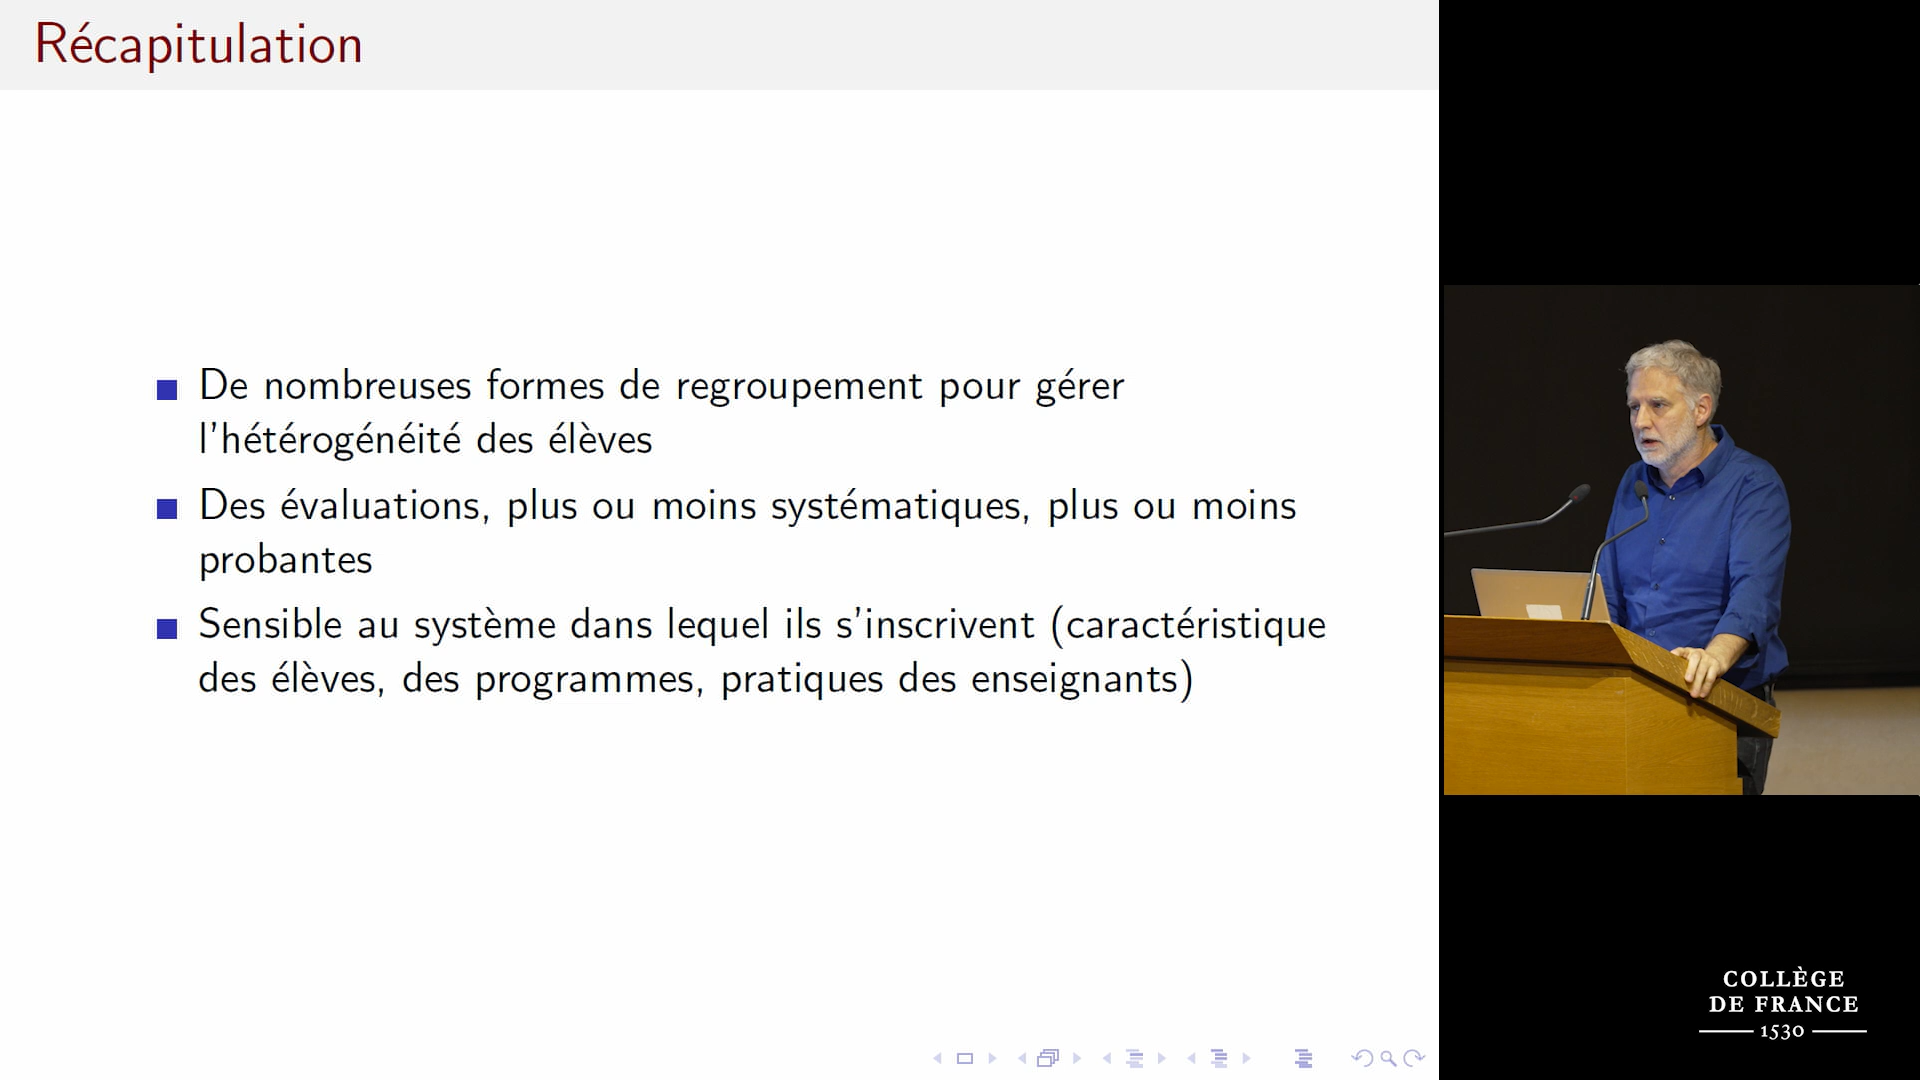 Récapitulation
De nombreuses formes de regroupement pour gérer
l'hétérogénéité des élèves
Des évaluations, plus ou moins systématiques, plus ou moins
probantes
Sensible au système dans lequel ils s'inscrivent (caractéristique
des élèves, des programmes, pratiques des enseignants)
COLLÈGE
DE FRANCE
1530